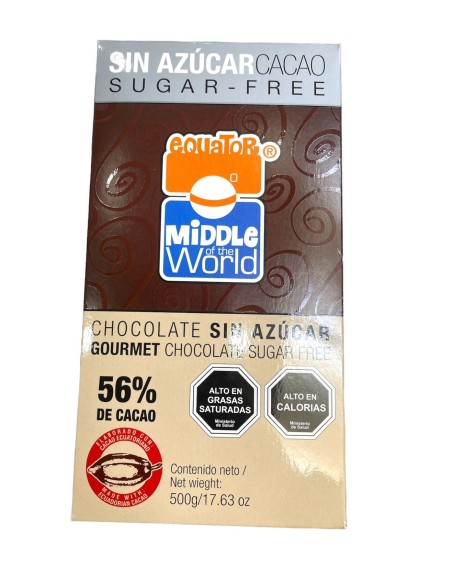 SIN AZÚCAR CACAO
SUGAR-FREE
equator®
MiDDLE
of the
World
CHOCOLATE SIN AZÚCAR
GOURMET CHOCOLATE SUGAR FREE
56%
DE CACAO
ALTO EN
GRASAS
SATURADAS
Ministerio
de Salud
ALTO EN
CALORIAS
Ministerio
de Salud
ELABORADO CON
CACAO ECUATORIANO
MADE WITH
ECUADORIAN CACAO
Contenido neto /
Net wieght:
500g/17.63 oz